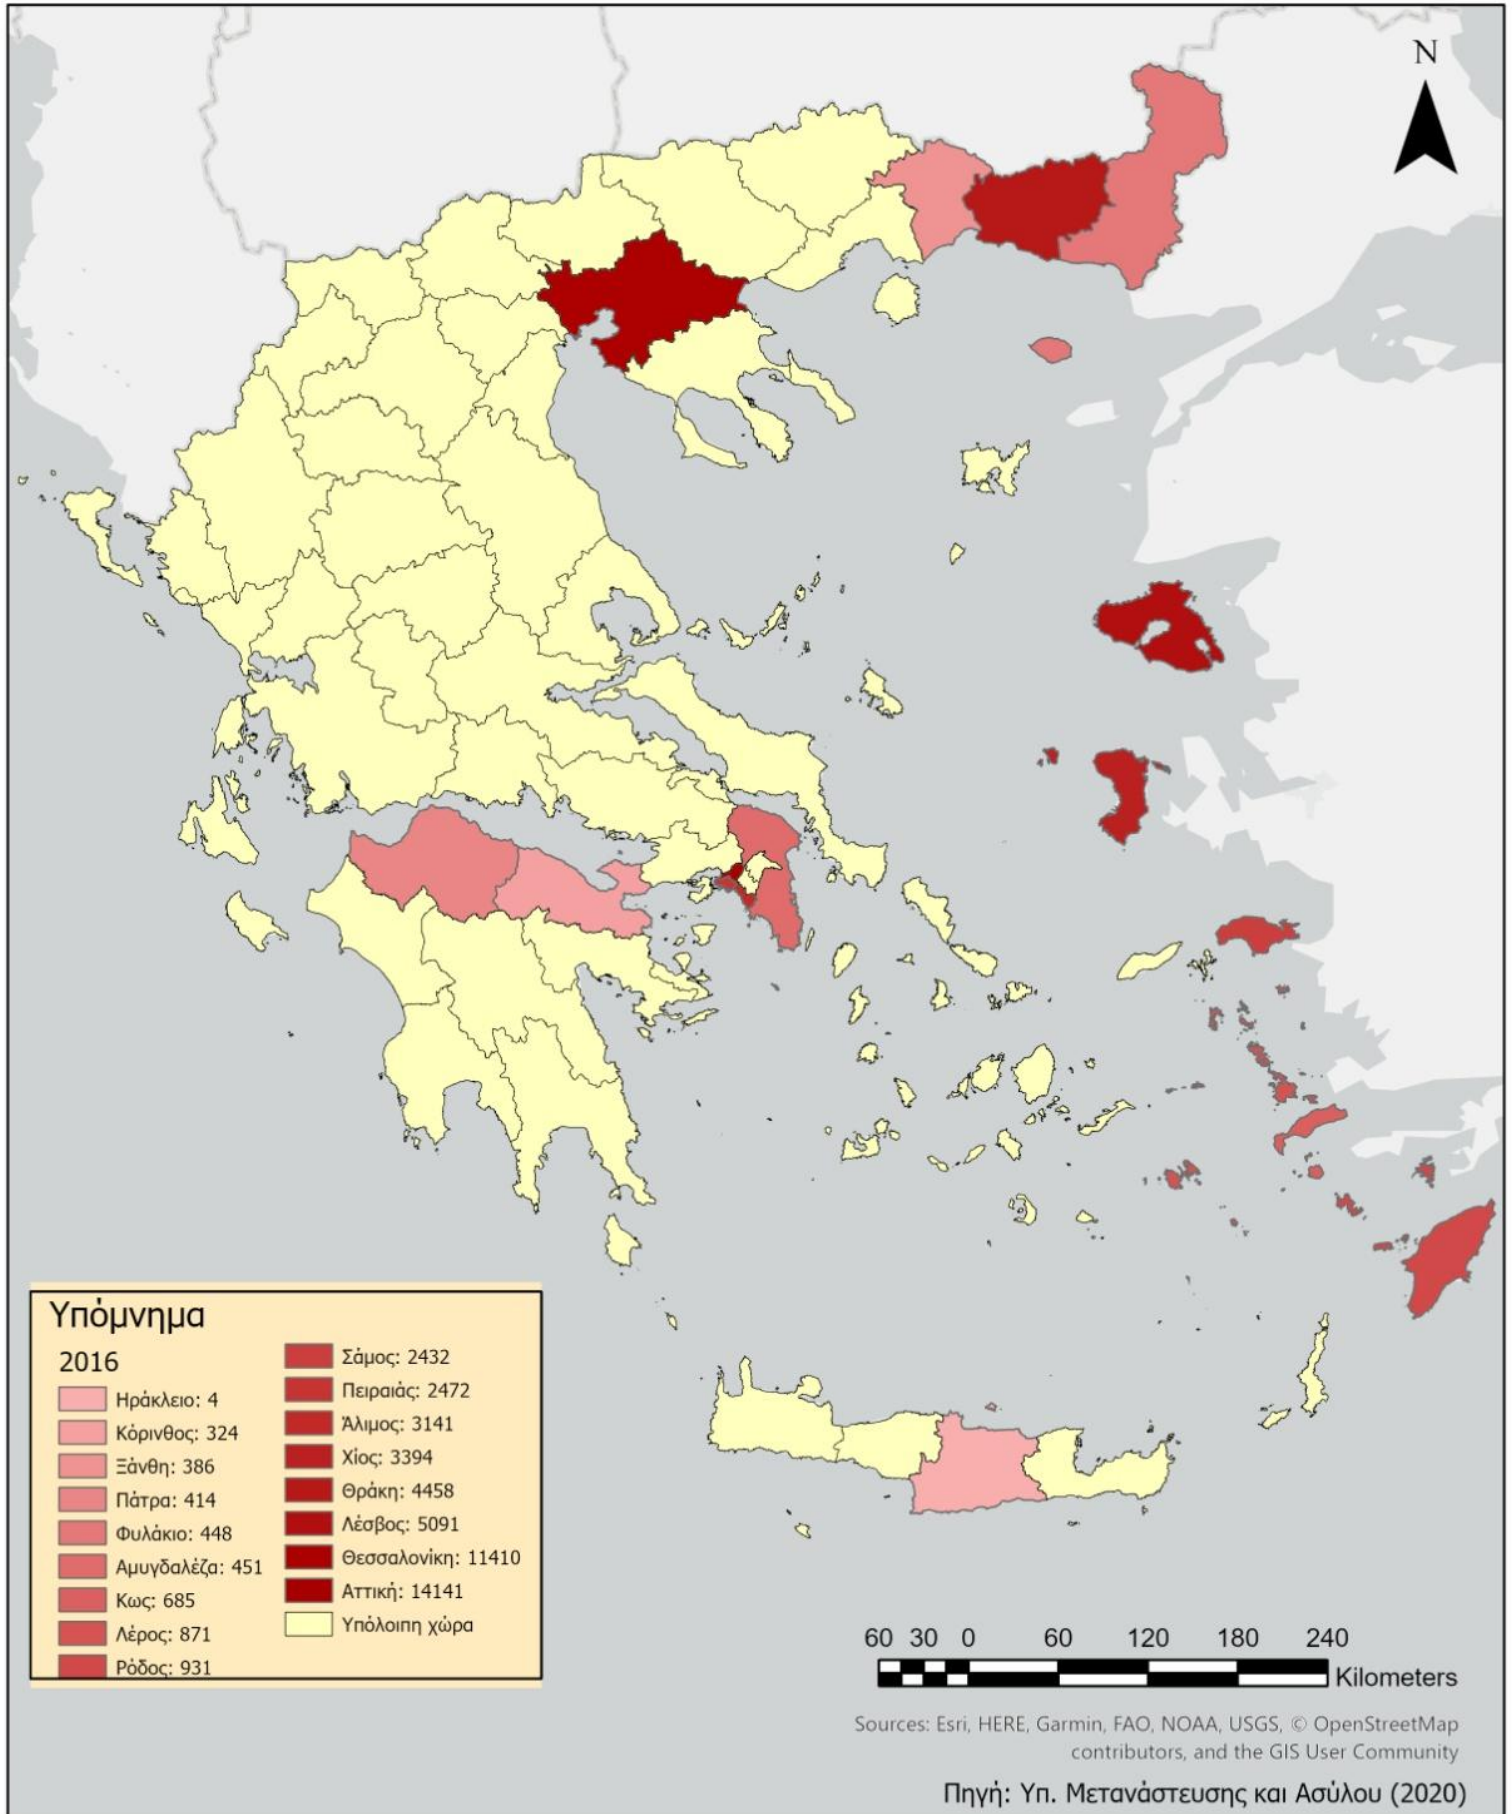 N
Υπόμνημα
2016
Ηράκλειο: 4
Κόρινθος: 324
Ξάνθη: 386
Πάτρα: 414
Φυλάκιο: 448
Αμυγδαλέζα: 451
Κως: 685
Λέρος: 871
Ρόδος: 931
Σάμος: 2432
Πειραιάς: 2472
Άλιμος: 3141
Χίος: 3394
Θράκη: 4458
Λέσβος: 5091
Θεσσαλονίκη: 11410
Αττική: 14141
Υπόλοιπη χώρα
60 30 0 60 120 180 240
Kilometers
Sources: Esri, HERE, Garmin, FAO, NOAA, USGS, © OpenStreetMap
contributors, and the GIS User Community
Πηγή: Υπ. Μετανάστευσης και Ασύλου (2020)